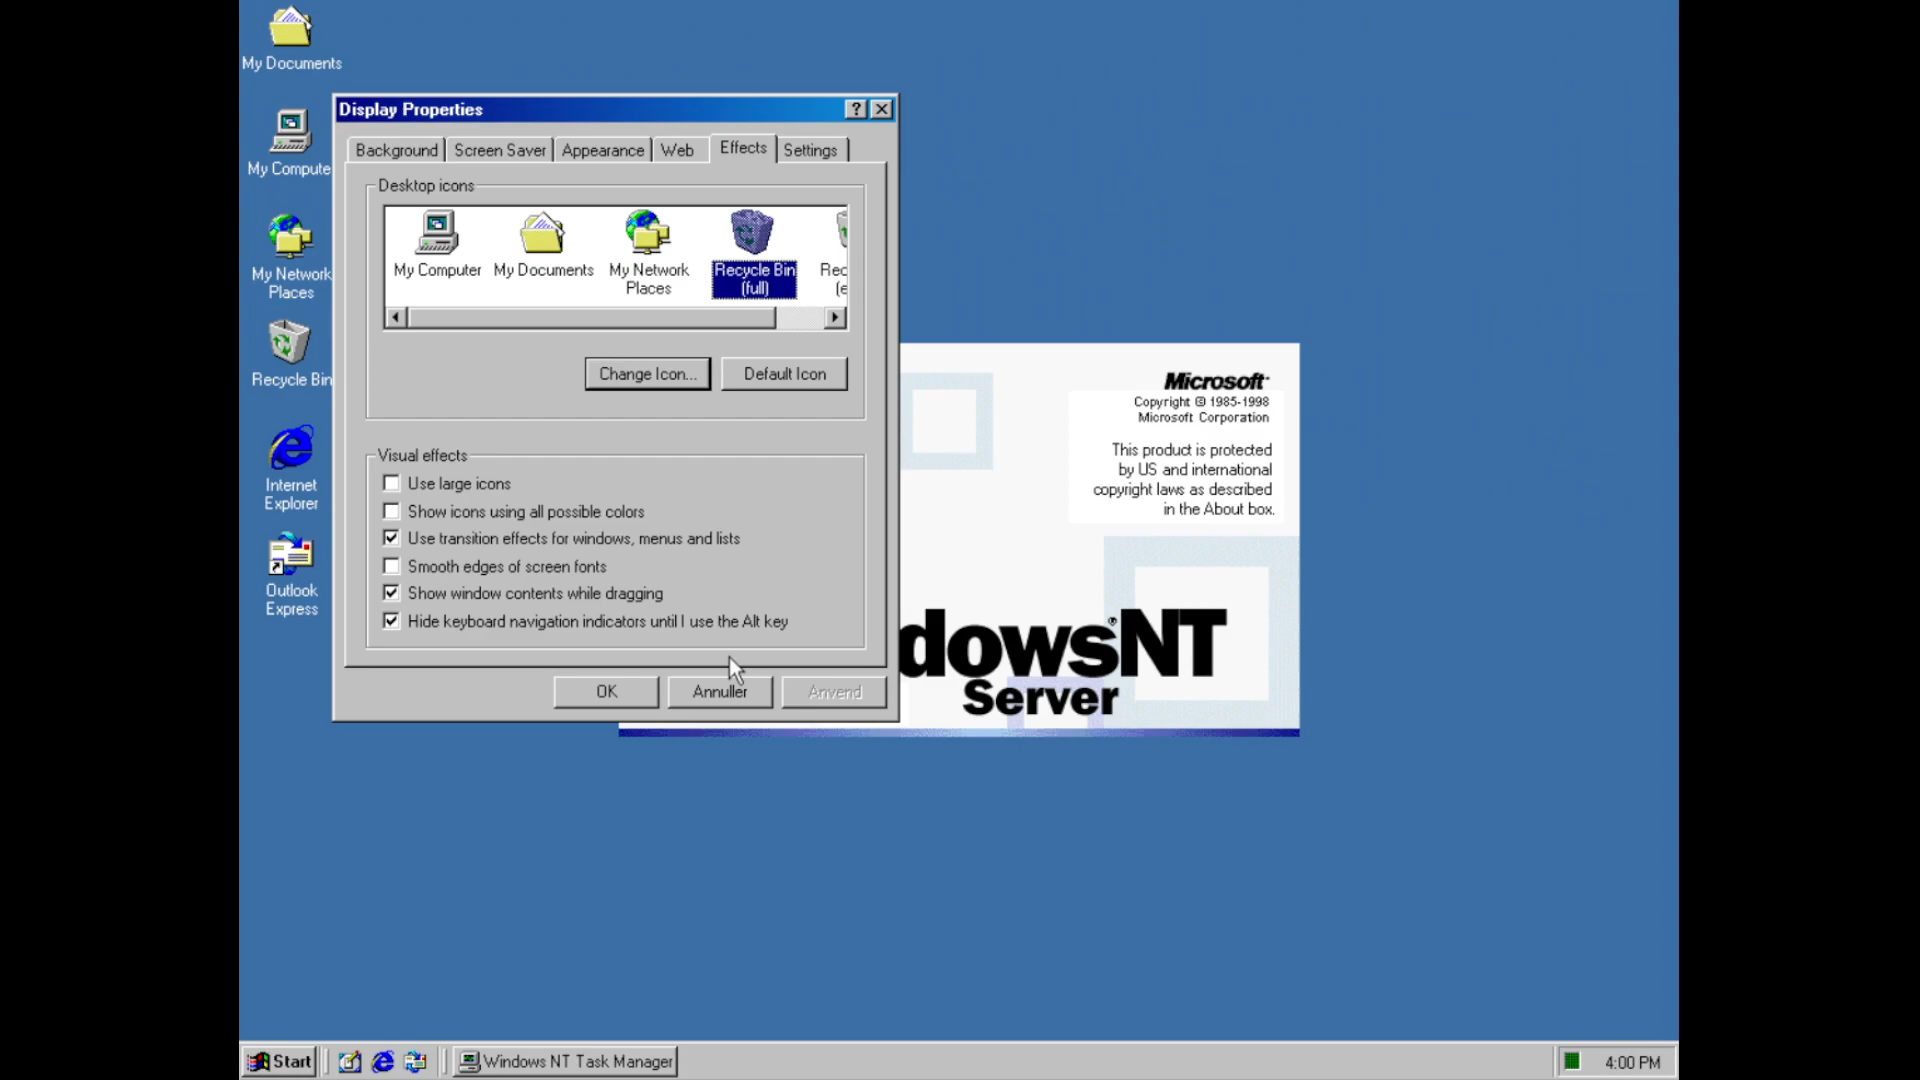 My Documents
My Compute
My Network
Places
Recycle Bin
Internet
Explorer
Outlook
Express
Display Properties
Background
Screen Saver
Appearance
Web
Effects
Settings
Desktop icons
My Computer
My Documents
My Network
Places
Recycle Bin
(full)
Rec
(e
Change Icon...
Default Icon
Visual effects
Use large icons
Show icons using all possible colors
Use transition effects for windows, menus and lists
Smooth edges of screen fonts
Show window contents while dragging
Hide keyboard navigation indicators until I use the Alt key
OK
Annuller
Anvend
Microsoft
Copyright © 1985-1998
Microsoft Corporation
This product is protected
by US and international
copyright laws as described
in the About box.
dows® NT
Server
Start
Windows NT Task Manager
4:00 PM